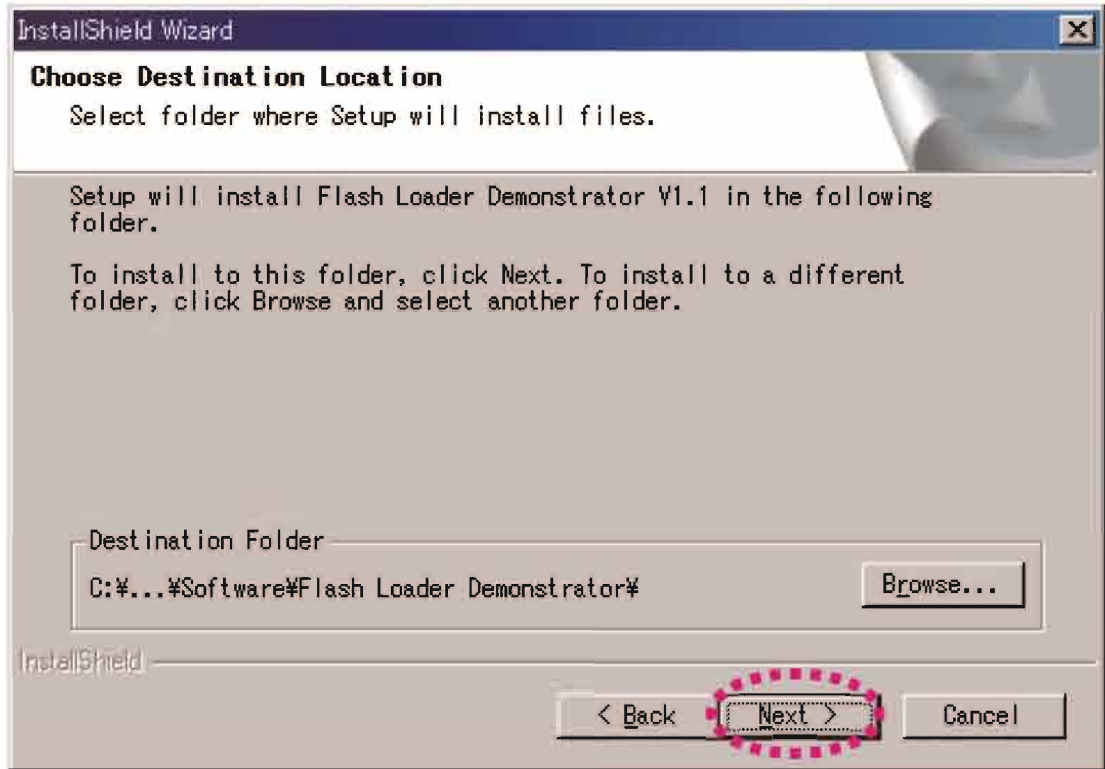 InstallShield Wizard
Choose Destination Location
Select folder where Setup will install files.
Setup will install Flash Loader Demonstrator V1.1 in the following
folder.
To install to this folder, click Next. To install to a different
folder, click Browse and select another folder.
Destination Folder
C:¥...¥Software¥Flash Loader Demonstrator¥
Browse...
InstallShield
< Back
Next >
Cancel